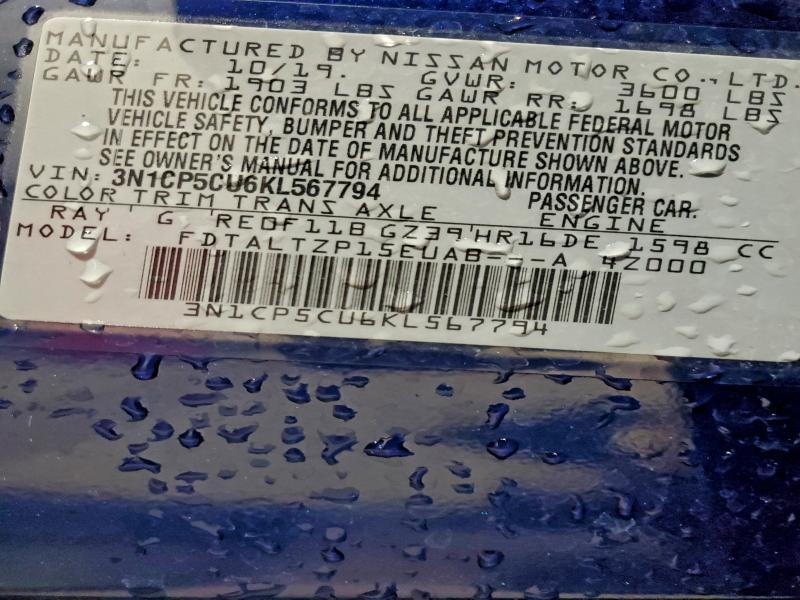 MANUFACTURED BY NISSAN MOTOR CO., LTD.
DATE: 10/19. GVWR: 3600 LBS
GAWR FR: 1903 LBS GAWR RR: 1698 LBS
THIS VEHICLE CONFORMS TO ALL APPLICABLE FEDERAL MOTOR
VEHICLE SAFETY, BUMPER AND THEFT PREVENTION STANDARDS
IN EFFECT ON THE DATE OF MANUFACTURE SHOWN ABOVE.
SEE OWNER'S MANUAL FOR ADDITIONAL INFORMATION.
VIN: 3N1CP5CU6KL567794 PASSENGER CAR.
COLOR TRIM TRANS AXLE ENGINE
RAY G RE0F11B GZ39 HR16DE 1598 CC
MODEL: FDTALTZP15EUAB---A 4Z000
3N1CP5CU6KL567794